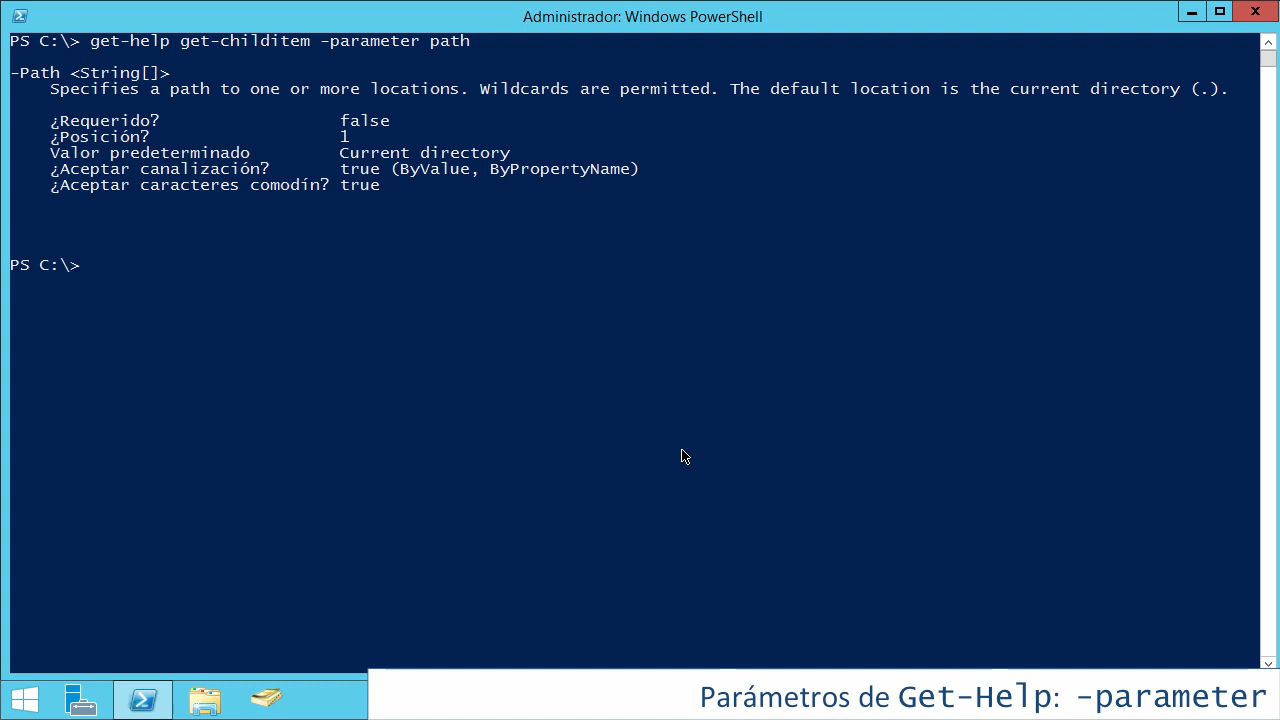 Administrador: Windows PowerShell
PS C:\> get-help get-childitem -parameter path
-Path <String[]>
Specifies a path to one or more locations. Wildcards are permitted. The default location is the current directory (.).
¿Requerido? false
¿Posición? 1
Valor predeterminado Current directory
¿Aceptar canalización? true (ByValue, ByPropertyName)
¿Aceptar caracteres comodín? true
PS C:\>
Parámetros de Get-Help: -parameter